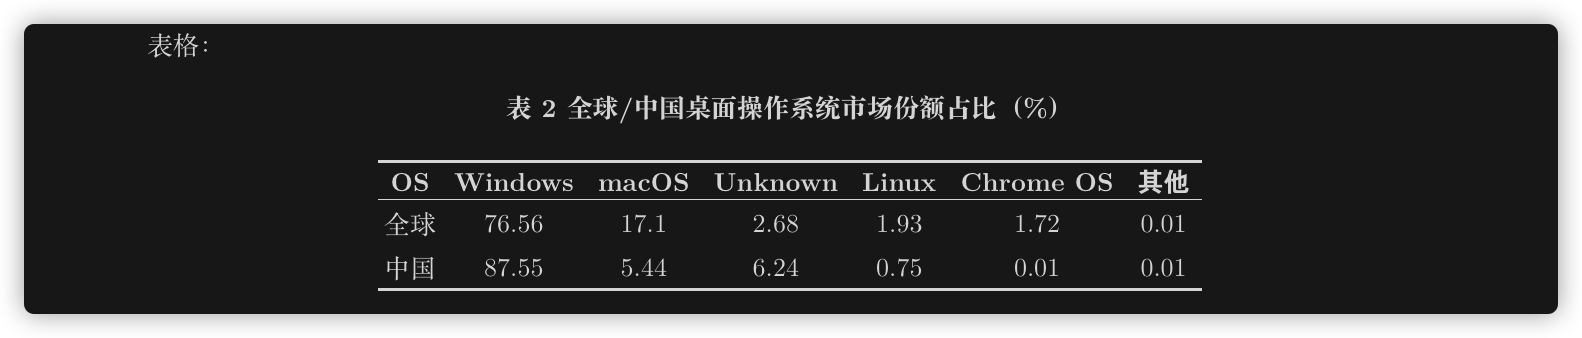 表格：
表 2 全球/中国桌面操作系统市场份额占比（%）
OS Windows macOS Unknown Linux Chrome OS 其他
全球 76.56 17.1 2.68 1.93 1.72 0.01
中国 87.55 5.44 6.24 0.75 0.01 0.01